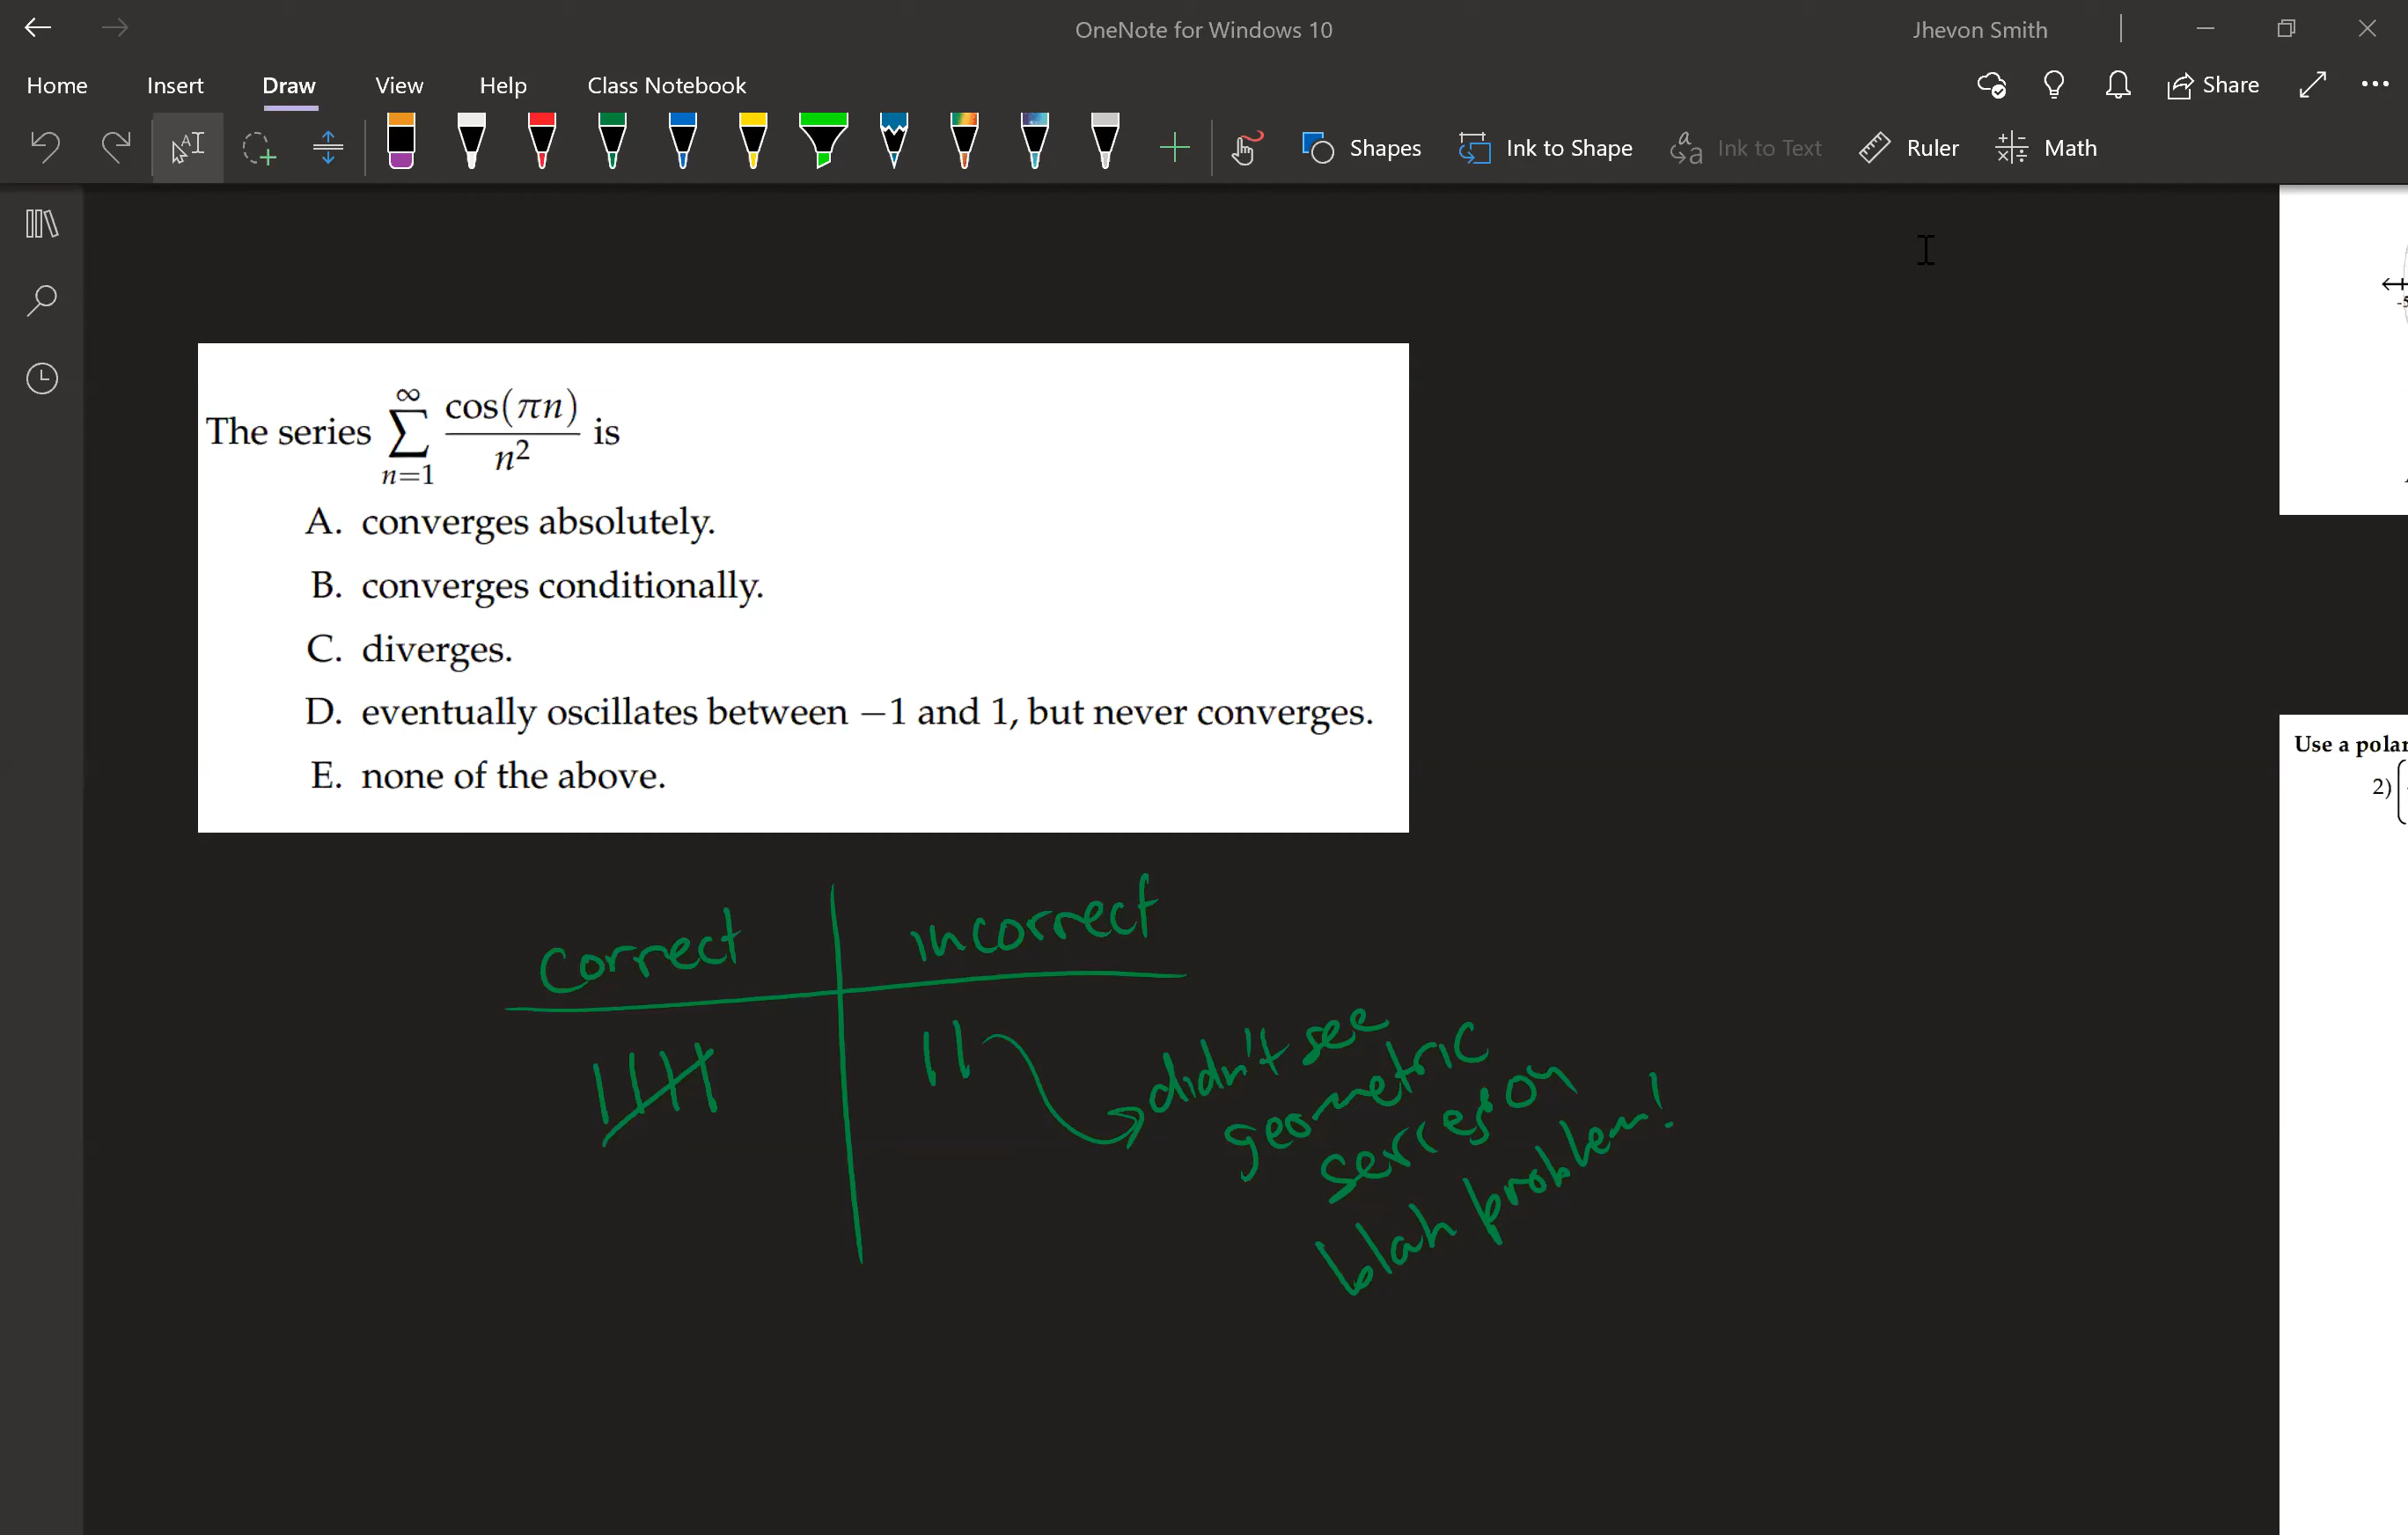 OneNote for Windows 10
Jhevon Smith
Home Insert Draw View Help Class Notebook
Share
Shapes Ink to Shape Ink to Text Ruler Math
The series ∑_{n=1}^{∞} cos(πn)/n² is
A. converges absolutely.
B. converges conditionally.
C. diverges.
D. eventually oscillates between −1 and 1, but never converges.
E. none of the above.
correct incorrect
didn't see
geometric
series on
blah problem!
-5
Use a polar
2)